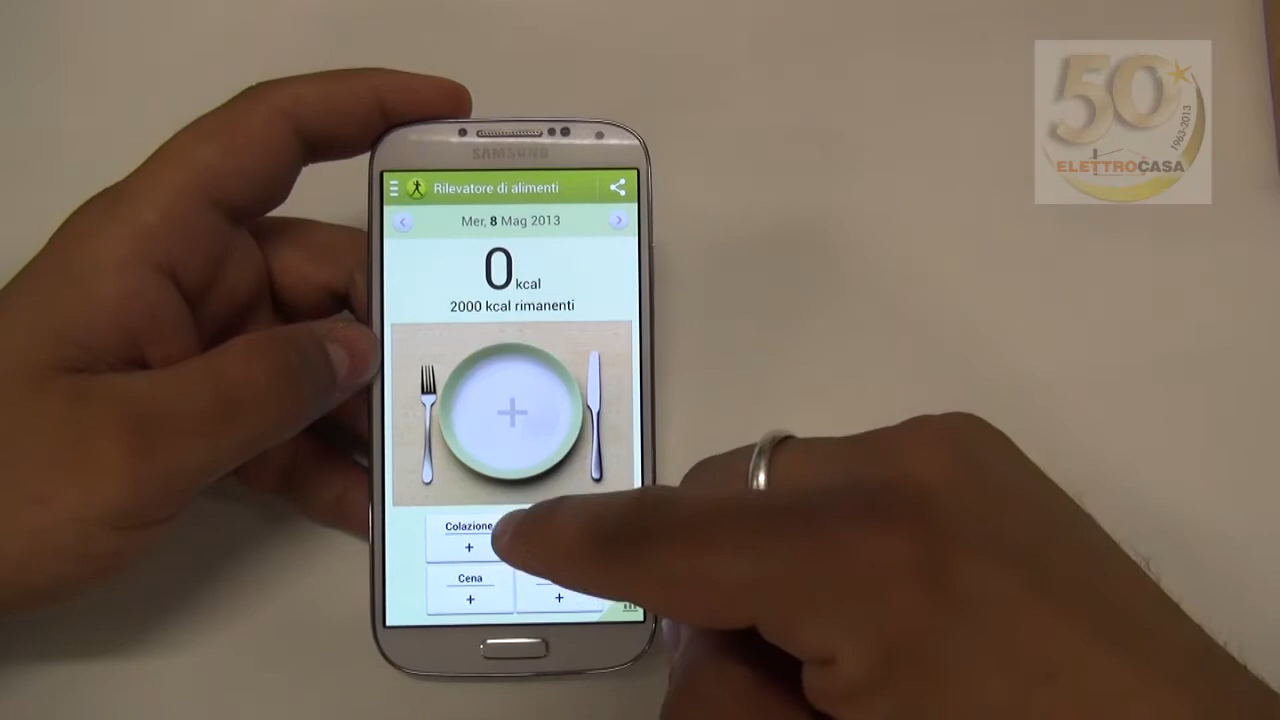 SAMSUNG
Rilevatore di alimenti
Mer, 8 Mag 2013
0 kcal
2000 kcal rimanenti
+
Colazione
+
Cena
+
+
50
1963-2013
ELETTROCASA